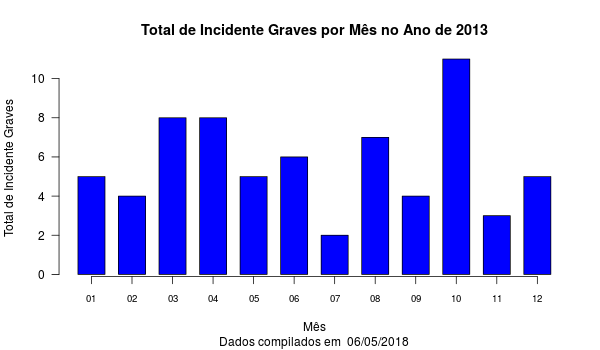 Total de Incidente Graves por Mês no Ano de 2013
Total de Incidente Graves
10
8
6
4
2
0
01 02 03 04 05 06 07 08 09 10 11 12
Mês
Dados compilados em 06/05/2018